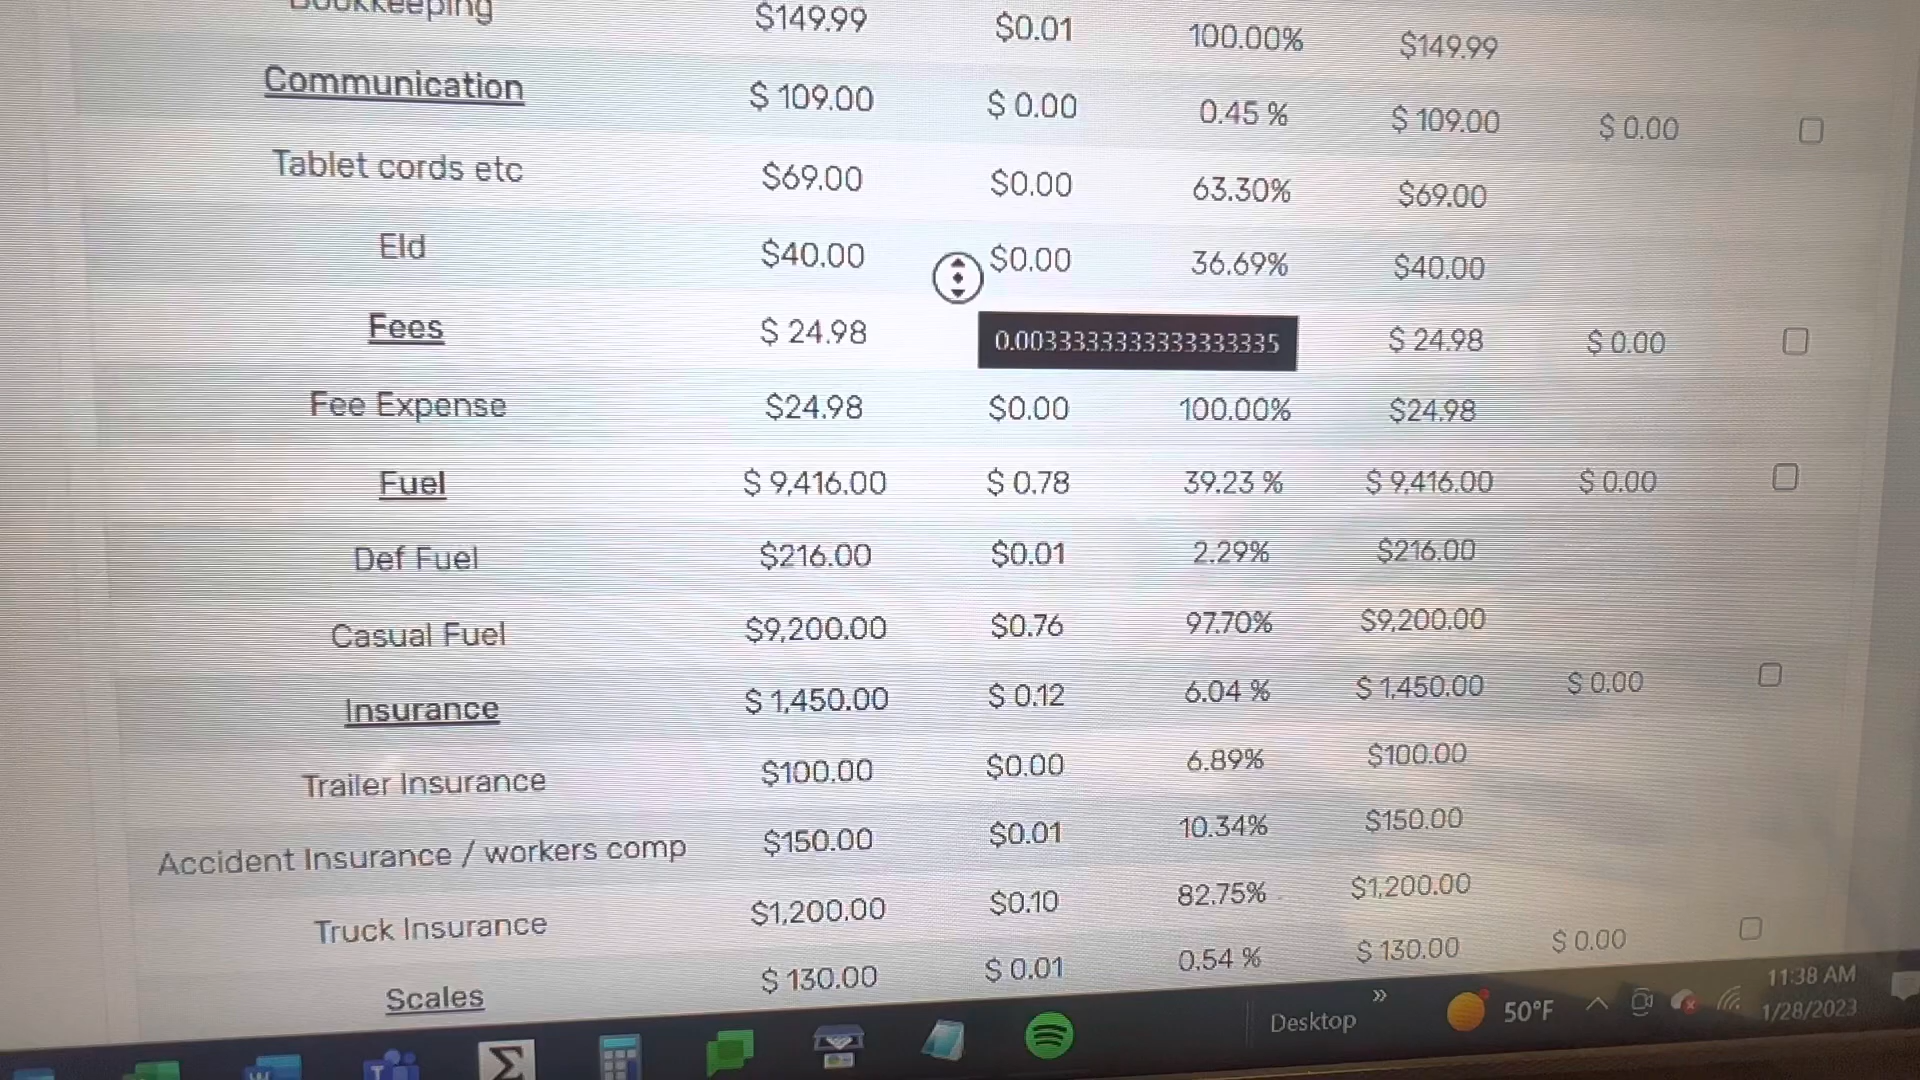 Bookkeeping $149.99 $0.01 100.00% $149.99
Communication $ 109.00 $ 0.00 0.45 % $ 109.00 $ 0.00
Tablet cords etc $69.00 $0.00 63.30% $69.00
Eld $40.00 $0.00 36.69% $40.00
Fees $ 24.98 $ 24.98 $ 0.00
Fee Expense $24.98 $0.00 100.00% $24.98
Fuel $ 9,416.00 $ 0.78 39.23 % $ 9,416.00 $ 0.00
Def Fuel $216.00 $0.01 2.29% $216.00
Casual Fuel $9,200.00 $0.76 97.70% $9,200.00
Insurance $ 1,450.00 $ 0.12 6.04 % $ 1,450.00 $ 0.00
Trailer Insurance $100.00 $0.00 6.89% $100.00
Accident Insurance / workers comp $150.00 $0.01 10.34% $150.00
Truck Insurance $1,200.00 $0.10 82.75% $1,200.00
Scales $ 130.00 $ 0.01 0.54 % $ 130.00 $ 0.00
Desktop » 50°F 11:38 AM
1/28/2023